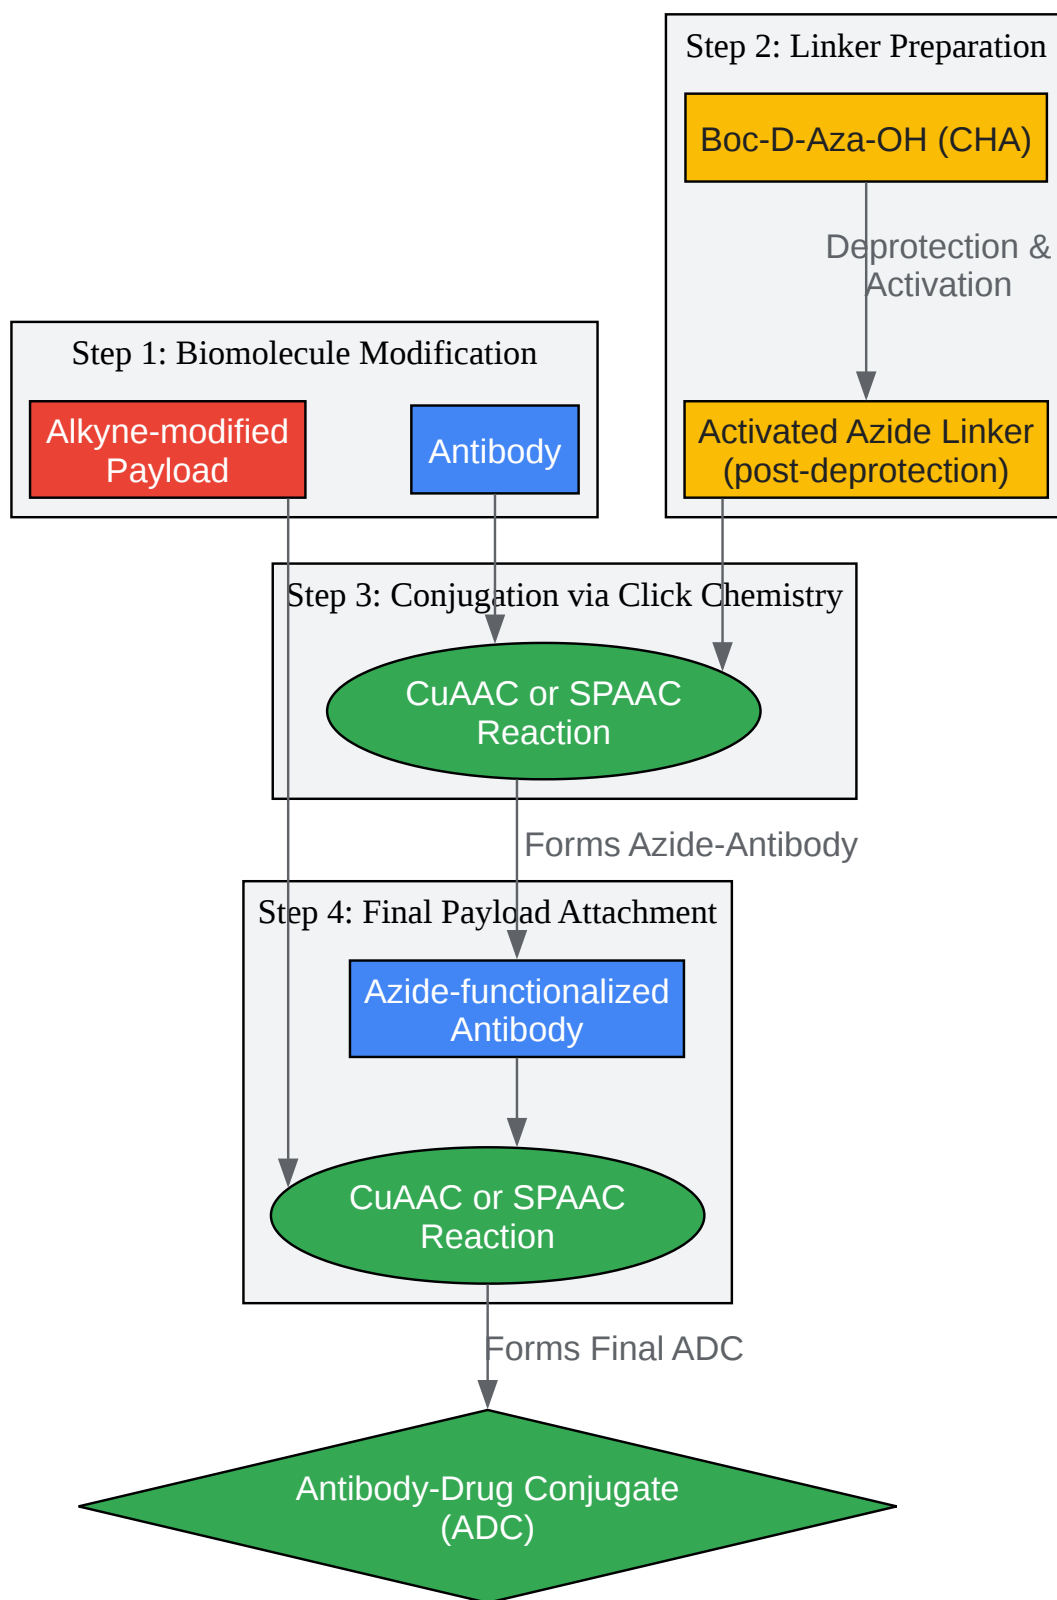 Step 2: Linker Preparation
Boc-D-Aza-OH (CHA)
Deprotection &
Activation
Step 1: Biomolecule Modification
Alkyne-modified
Payload
Antibody
Activated Azide Linker
(post-deprotection)
Step 3: Conjugation via Click Chemistry
CuAAC or SPAAC
Reaction
Forms Azide-Antibody
Step 4: Final Payload Attachment
Azide-functionalized
Antibody
CuAAC or SPAAC
Reaction
Forms Final ADC
Antibody-Drug Conjugate
(ADC)